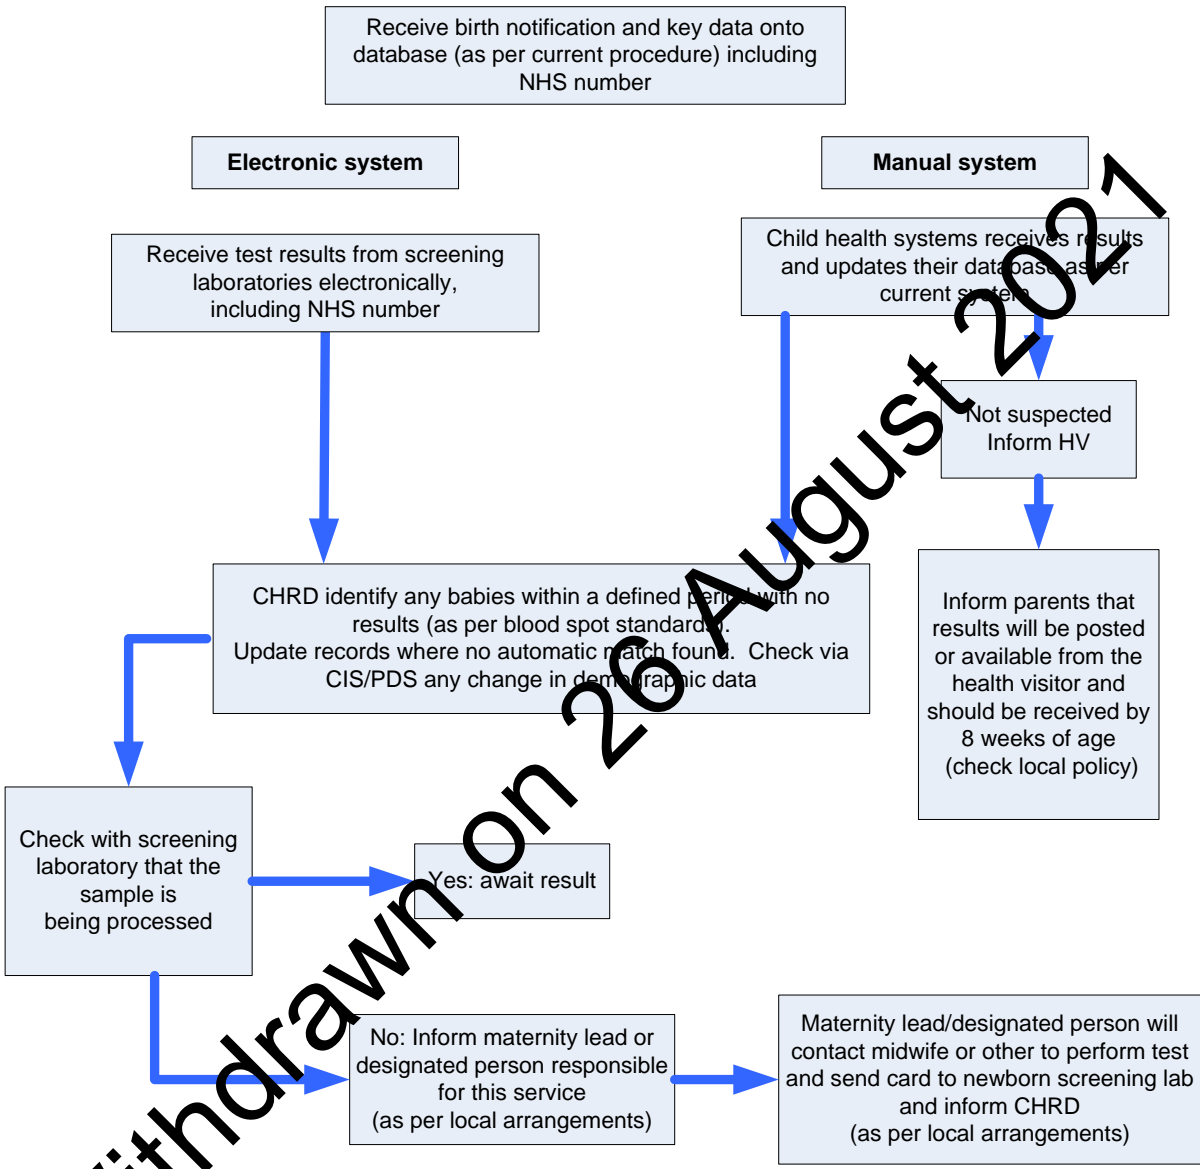 Receive birth notification and key data onto
database (as per current procedure) including
NHS number
Electronic system
Manual system
Receive test results from screening
laboratories electronically,
including NHS number
Child health systems receives results
and updates their database as per
current system
Not suspected
Inform HV
CHRD identify any babies within a defined period with no
results (as per blood spot standards).
Update records where no automatic match found. Check via
CIS/PDS any change in demographic data
Inform parents that
results will be posted
or available from the
health visitor and
should be received by
8 weeks of age
(check local policy)
Check with screening
laboratory that the
sample is
being processed
Yes: await result
No: Inform maternity lead or
designated person responsible
for this service
(as per local arrangements)
Maternity lead/designated person will
contact midwife or other to perform test
and send card to newborn screening lab
and inform CHRD
(as per local arrangements)
Withdrawn on 26 August 2021